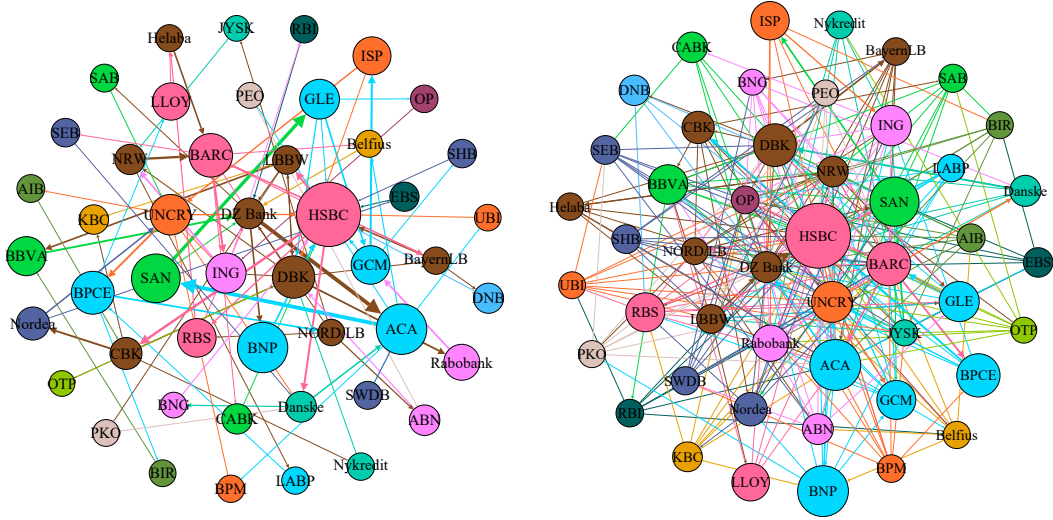 JYSK
RBI
Helaba
ISP
SAB
LLOY
PEO
GLE
OP
SEB
NRW
BARC
LBBW
Belfius
SHB
AIB
KBC
UNCRY
DZ Bank
HSBC
EBS
UBI
BBVA
SAN
ING
DBK
GCM
BayernLB
BPCE
DNB
Nordea
CBK
RBS
BNP
NORD/LB
ACA
Rabobank
OTP
BNG
CABK
Danske
SWDB
ABN
PKO
BIR
BPM
LABP
Nykredit
ISP
Nykredit
CABK
BayernLB
BNG
SAB
DNB
PEO
CBK
DBK
ING
BIR
SEB
BBVA
NRW
LABP
Helaba
OP
SAN
Danske
SHB
NORD/LB
HSBC
AIB
DZ Bank
BARC
EBS
UBI
RBS
LBBW
UNCRY
GLE
JYSK
OTP
PKO
Rabobank
ACA
BPCE
SWDB
RBI
Nordea
GCM
ABN
Belfius
KBC
LLOY
BNP
BPM